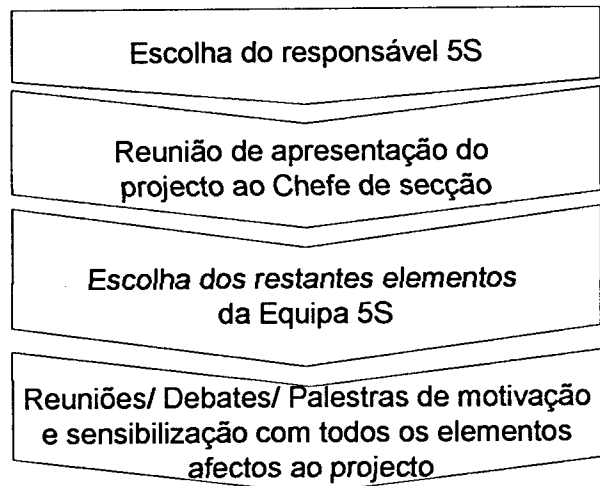 Escolha do responsável 5S
Reunião de apresentação do
projecto ao Chefe de secção
Escolha dos restantes elementos
da Equipa 5S
Reuniões/ Debates/ Palestras de motivação
e sensibilização com todos os elementos
afectos ao projecto